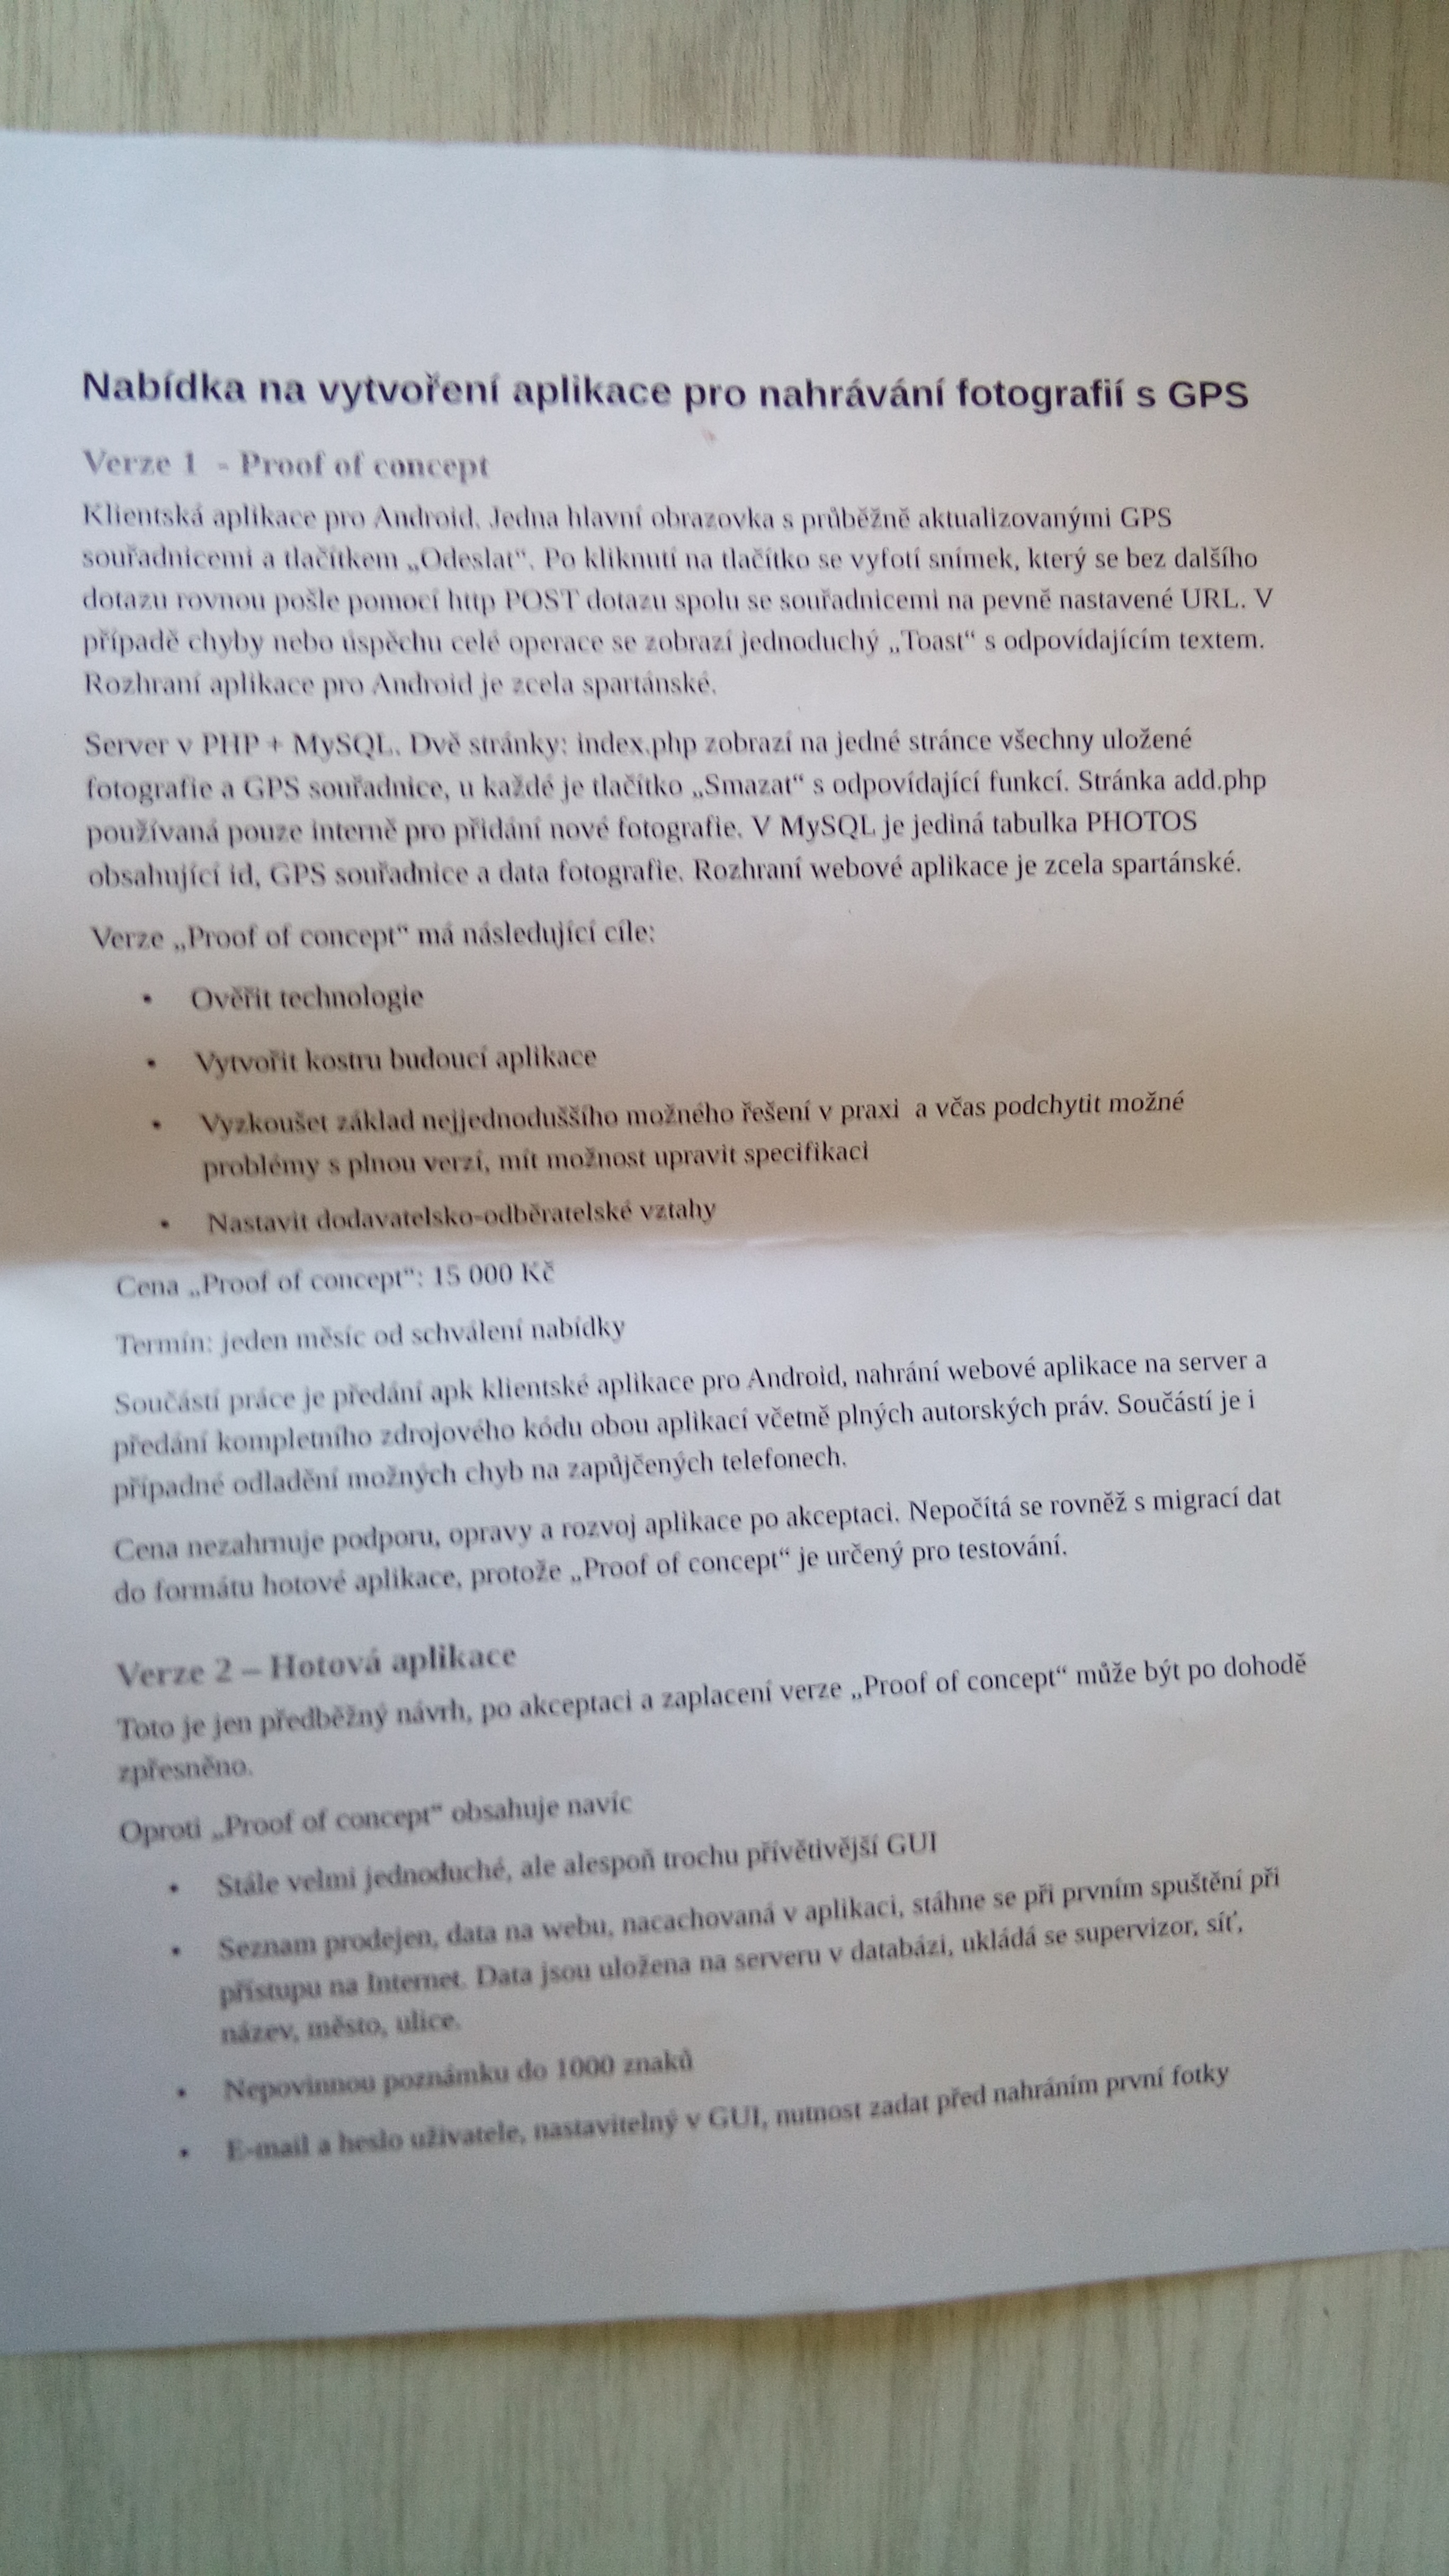 Nabídka na vytvoření aplikace pro nahrávání fotografií s GPS
Verze 1 - Proof of concept
Klientská aplikace pro Android. Jedna hlavní obrazovka s průběžně aktualizovanými GPS
souřadnicemi a tlačítkem „Odeslat“. Po kliknutí na tlačítko se vyfotí snímek, který se bez dalšího
dotazu rovnou pošle pomocí http POST dotazu spolu se souřadnicemi na pevně nastavené URL. V
případě chyby nebo úspěchu celé operace se zobrazí jednoduchý „Toast“ s odpovídajícím textem.
Rozhraní aplikace pro Android je zcela spartánské.
Server v PHP + MySQL. Dvě stránky: index.php zobrazí na jedné stránce všechny uložené
fotografie a GPS souřadnice, u každé je tlačítko „Smazat“ s odpovídající funkcí. Stránka add.php
používaná pouze interně pro přidání nové fotografie. V MySQL je jediná tabulka PHOTOS
obsahující id, GPS souřadnice a data fotografie. Rozhraní webové aplikace je zcela spartánské.
Verze „Proof of concept“ má následující cíle:
• Ověřit technologie
• Vytvořit kostru budoucí aplikace
• Vyzkoušet základ nejjednoduššího možného řešení v praxi a včas podchytit možné
problémy s plnou verzí, mít možnost upravit specifikaci
• Nastavit dodavatelsko-odběratelské vztahy
Cena „Proof of concept“: 15 000 Kč
Termín: jeden měsíc od schválení nabídky
Součástí práce je předání apk klientské aplikace pro Android, nahrání webové aplikace na server a
předání kompletního zdrojového kódu obou aplikací včetně plných autorských práv. Součástí je i
případné odladění možných chyb na zapůjčených telefonech.
Cena nezahrnuje podporu, opravy a rozvoj aplikace po akceptaci. Nepočítá se rovněž s migrací dat
do formátu hotové aplikace, protože „Proof of concept“ je určený pro testování.
Verze 2 – Hotová aplikace
Toto je jen předběžný návrh, po akceptaci a zaplacení verze „Proof of concept“ může být po dohodě
zpřesněno.
Oproti „Proof of concept“ obsahuje navíc
• Stále velmi jednoduché, ale alespoň trochu přívětivější GUI
• Seznam prodejen, data na webu, nacachovaná v aplikaci, stáhne se při prvním spuštění při
přístupu na Internet. Data jsou uložena na serveru v databázi, ukládá se supervizor, síť,
název, město, ulice.
• Nepovinnou poznámku do 1000 znaků
• E-mail a heslo uživatele, nastavitelný v GUI, nutnost zadat před nahráním první fotky